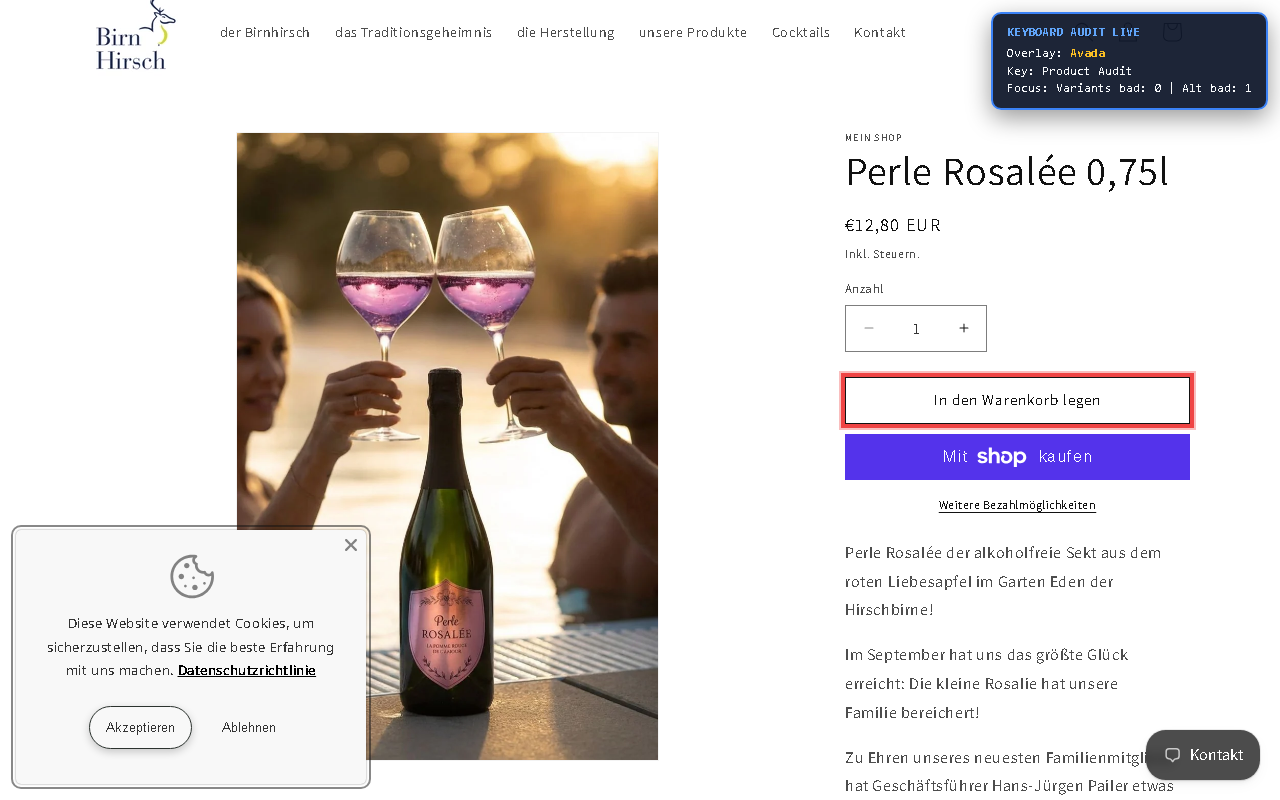 Birn
Hirsch
der Birnhirsch
das Traditionsgeheimnis
die Herstellung
unsere Produkte
Cocktails
Kontakt
KEYBOARD AUDIT LIVE
Overlay: Avada
Key: Product Audit
Focus: Variants bad: 0 | Alt bad: 1
MEIN SHOP
Perle Rosalée 0,75l
€12,80 EUR
Inkl. Steuern.
Anzahl
1
In den Warenkorb legen
Mit shop kaufen
Weitere Bezahlmöglichkeiten
Perle Rosalée der alkoholfreie Sekt aus dem
roten Liebesapfel im Garten Eden der
Hirschbirne!
Im September hat uns das größte Glück
erreicht: Die kleine Rosalie hat unsere
Familie bereichert!
Zu Ehren unseres neuesten Familienmitgli
hat Geschäftsführer Hans-Jürgen Pailer etwas
Perle
ROSALÉE
LA POMME ROUGE
Diese Website verwendet Cookies, um
sicherzustellen, dass Sie die beste Erfahrung
mit uns machen. Datenschutzrichtlinie
Akzeptieren
Ablehnen
Kontakt